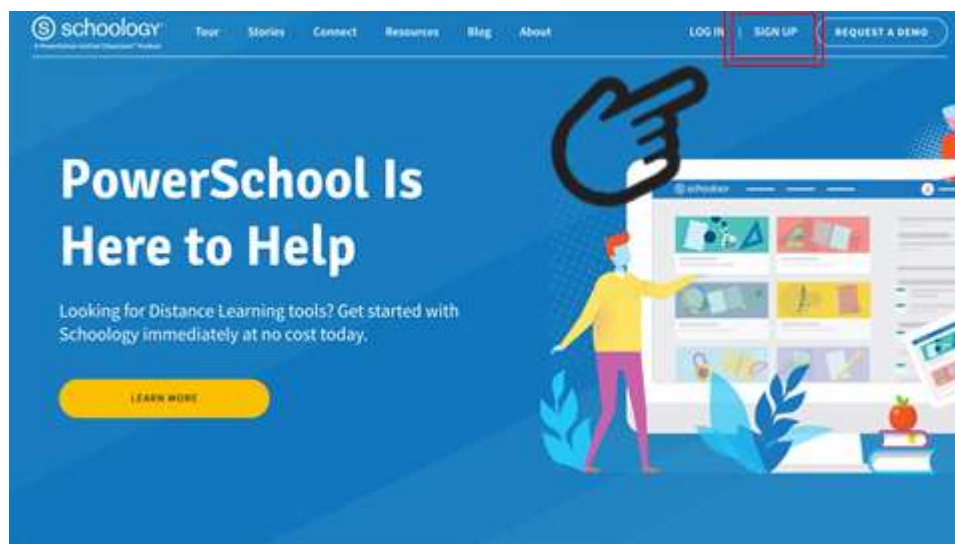 S schoology
Tour Stories Connect Resources Blog About LOG IN | SIGN UP REQUEST A DEMO
PowerSchool Is
Here to Help
Looking for Distance Learning tools? Get started with
Schoology immediately at no cost today.
LEARN MORE
schoology